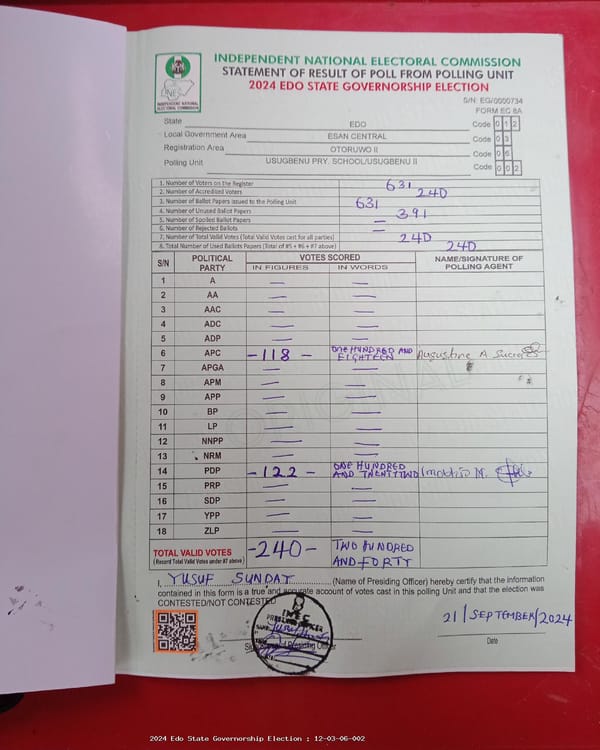 INDEPENDENT NATIONAL ELECTORAL COMMISSION
STATEMENT OF RESULT OF POLL FROM POLLING UNIT
2024 EDO STATE GOVERNORSHIP ELECTION
INDEPENDENT NATIONAL ELECTORAL COMMISSION
S/N: EG/0000734
FORM EC 8A
State EDO Code 0 1 2
Local Government Area ESAN CENTRAL Code 0 3
Registration Area OTORUWO II Code 0 6
Polling Unit USUGBENU PRY. SCHOOL/USUGBENU II Code 0 0 2
1. Number of Voters on the Register 631
2. Number of Accredited Voters 240
3. Number of Ballot Papers Issued to the Polling Unit 631
4. Number of Unused Ballot Papers 391
5. Number of Spoiled Ballot Papers —
6. Number of Rejected Ballots —
7. Number of Total Valid Votes (Total Valid Votes cast for all parties) 240
8. Total Number of Used Ballots Papers (Total of #5 + #6 + #7 above) 240
S/N POLITICAL PARTY VOTES SCORED NAME/SIGNATURE OF POLLING AGENT
IN FIGURES IN WORDS
1 A — —
2 AA — —
3 AAC — —
4 ADC — —
5 ADP — —
6 APC -118- ONE HUNDRED AND EIGHTEEN Augustine A
7 APGA — —
8 APM — —
9 APP — —
10 BP — —
11 LP — —
12 NNPP — —
13 NRM — —
14 PDP -122- ONE HUNDRED AND TWENTY TWO M.
15 PRP — —
16 SDP — —
17 YPP — —
18 ZLP — —
TOTAL VALID VOTES -240- TWO HUNDRED AND FORTY
(Record Total Valid Votes under #7 above)
I, YUSUF SUNDAY (Name of Presiding Officer) hereby certify that the information
contained in this form is a true and accurate account of votes cast in this polling Unit and that the election was
CONTESTED/NOT CONTESTED
INEC
PRESIDING OFFICER
21/SEPTEMBER/2024
Presiding Officer
Date
2024 Edo State Governorship Election : 12-03-06-002